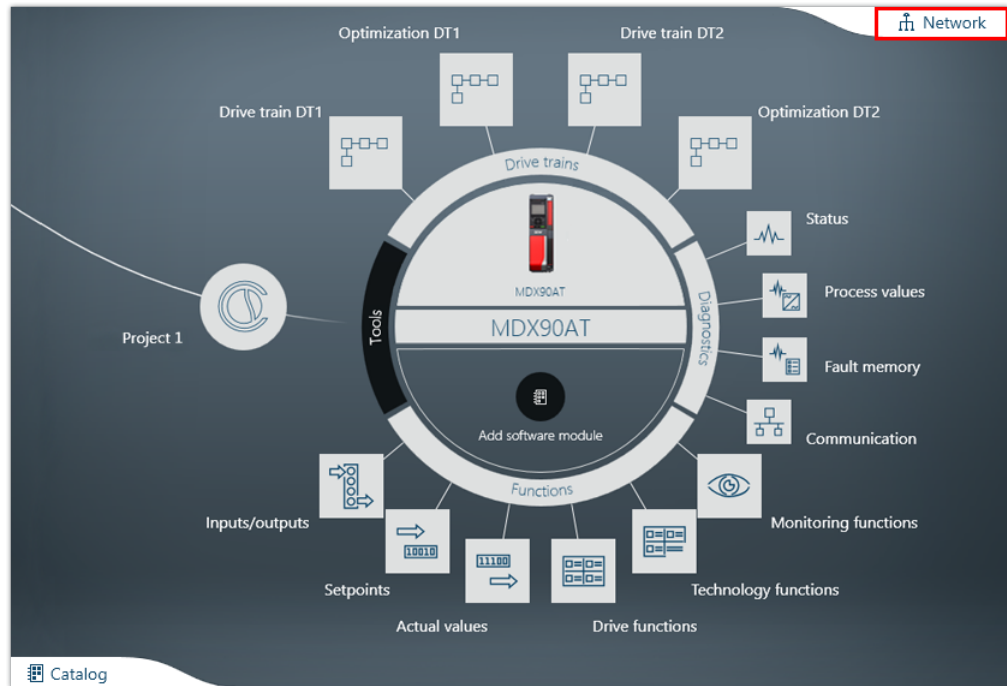 Network
Optimization DT1
Drive train DT2
Drive train DT1
Optimization DT2
Drive trains
Status
MDX90AT
Process values
Diagnostics
Tools
MDX90AT
Project 1
Fault memory
Add software module
Communication
Functions
Inputs/outputs
Monitoring functions
10010
11100
Setpoints
Technology functions
Actual values
Drive functions
Catalog